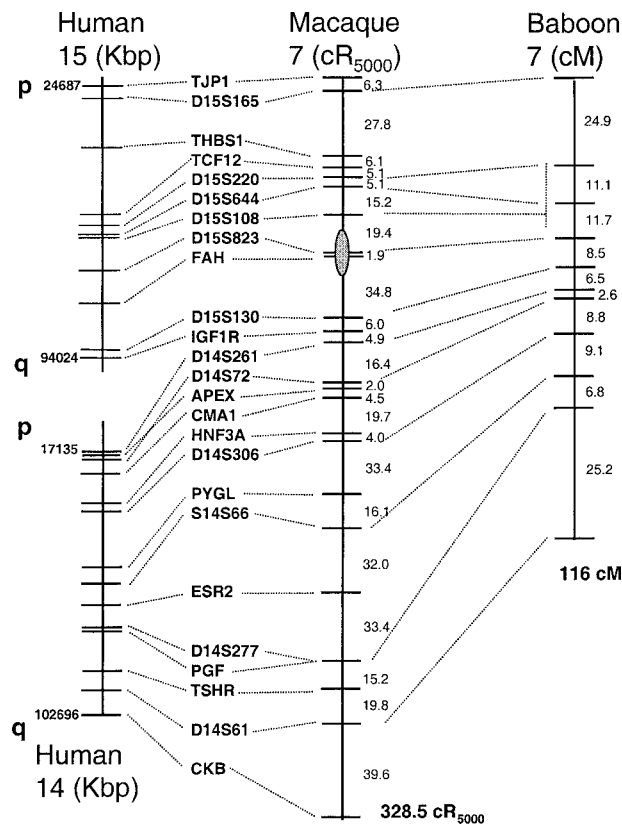 Human
15 (Kbp)
Macaque
7 (cR5000)
Baboon
7 (cM)
p
24687
q
94024
p
17135
q
102696
Human
14 (Kbp)
TJP1
D15S165
THBS1
TCF12
D15S220
D15S644
D15S108
D15S823
FAH
D15S130
IGF1R
D14S261
D14S72
APEX
CMA1
HNF3A
D14S306
PYGL
S14S66
ESR2
D14S277
PGF
TSHR
D14S61
CKB
6.3
27.8
6.1
5.1
5.1
15.2
19.4
1.9
34.8
6.0
4.9
16.4
2.0
4.5
19.7
4.0
33.4
16.1
32.0
33.4
15.2
19.8
39.6
328.5 cR5000
24.9
11.1
11.7
8.5
6.5
2.6
8.8
9.1
6.8
25.2
116 cM